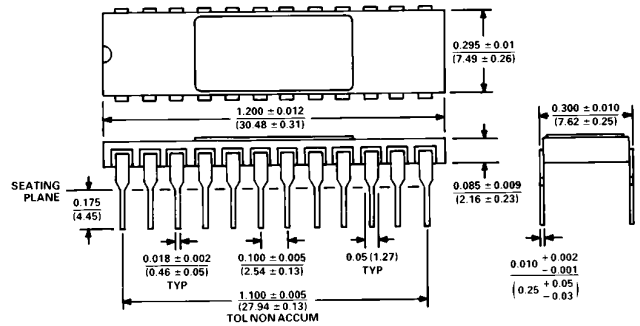 0.295 ± 0.01
(7.49 ± 0.26)
1.200 ± 0.012
(30.48 ± 0.31)
0.300 ± 0.010
(7.62 ± 0.25)
SEATING
PLANE
0.175
(4.45)
0.085 ± 0.009
(2.16 ± 0.23)
0.018 ± 0.002
(0.46 ± 0.05)
TYP
0.100 ± 0.005
(2.54 ± 0.13)
0.05 (1.27)
TYP
0.010 +0.002
-0.001
(0.25 +0.05
-0.03)
1.100 ± 0.005
(27.94 ± 0.13)
TOL NON ACCUM